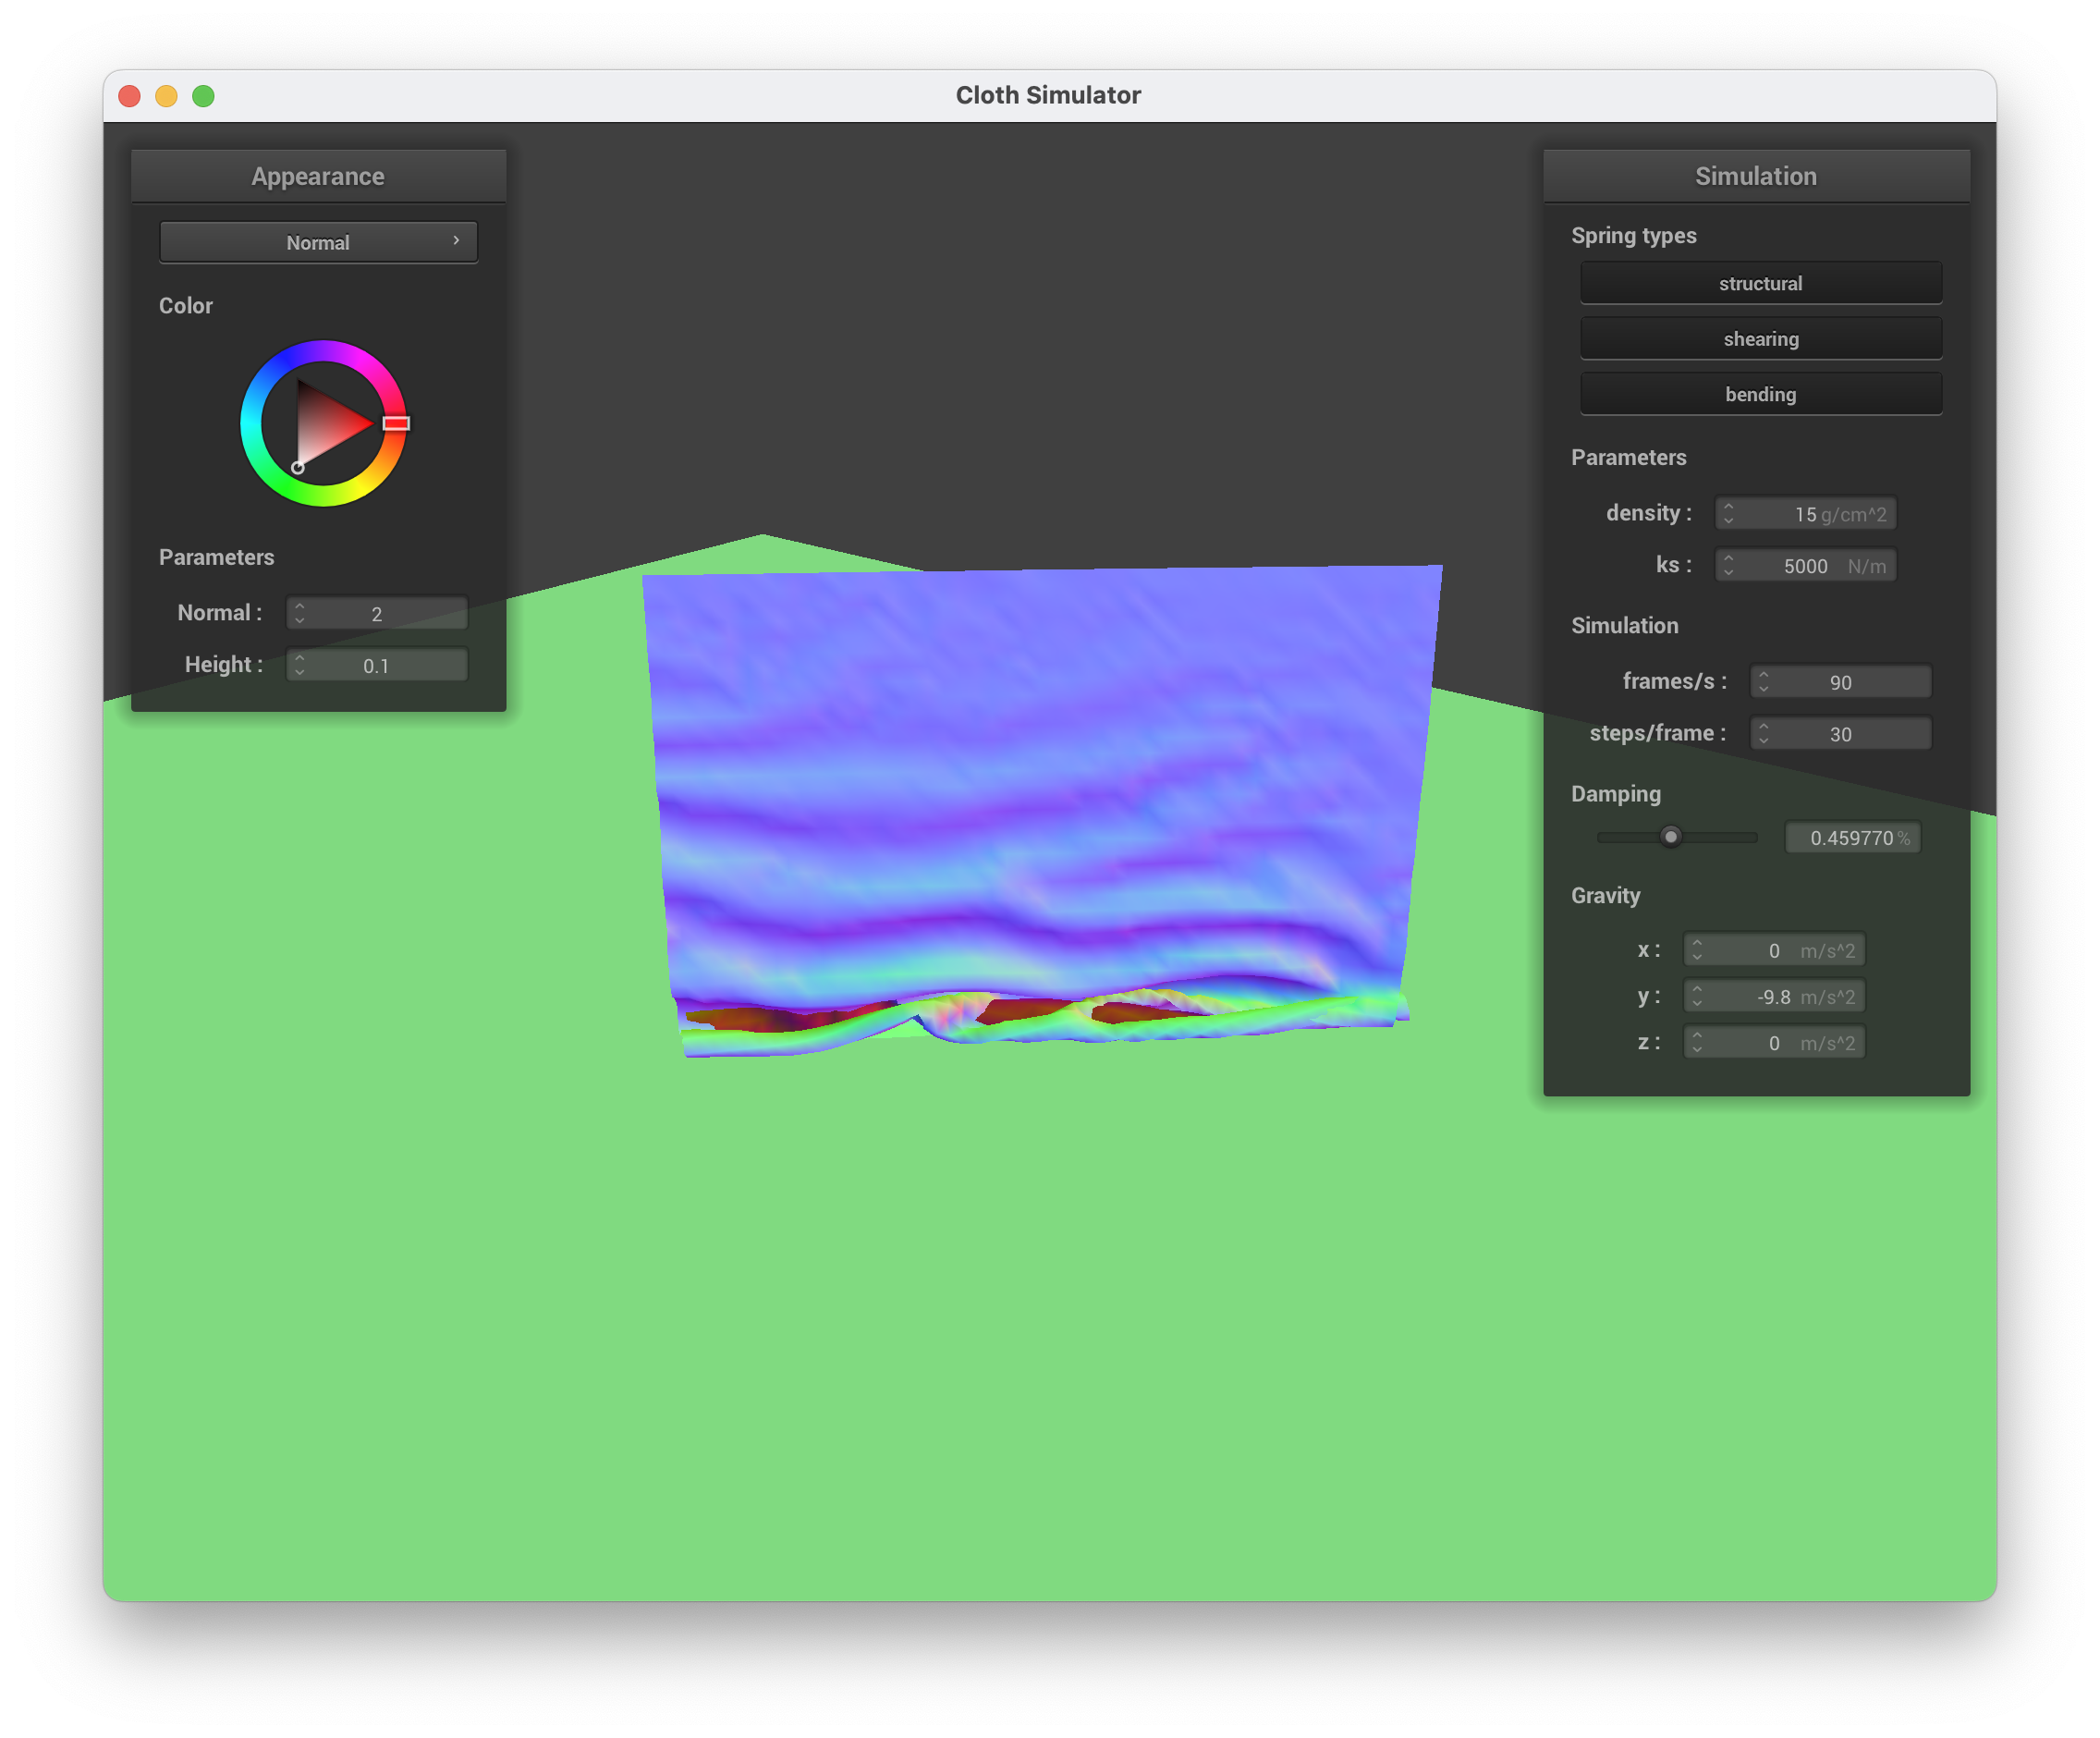 Cloth Simulator
Appearance
Normal
Color
Parameters
Normal : 2
Height : 0.1
Simulation
Spring types
structural
shearing
bending
Parameters
density : 15 g/cm^2
ks : 5000 N/m
Simulation
frames/s : 90
steps/frame : 30
Damping
0.459770 %
Gravity
x : 0 m/s^2
y : -9.8 m/s^2
z : 0 m/s^2